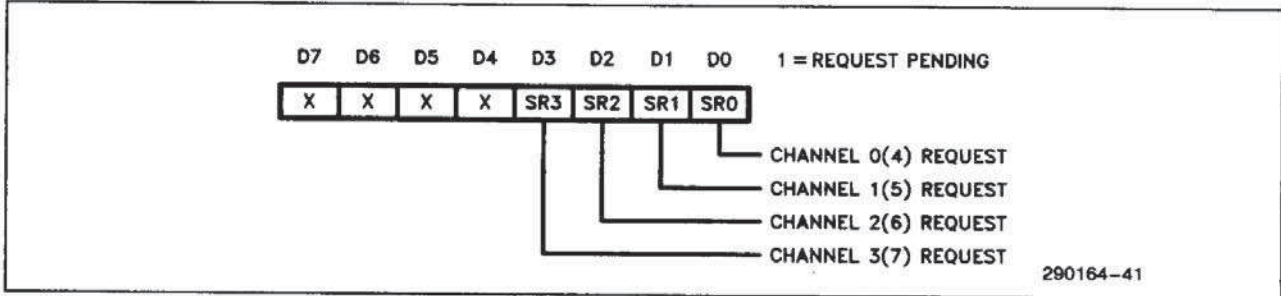 D7 D6 D5 D4 D3 D2 D1 D0 1 = REQUEST PENDING
X X X X SR3 SR2 SR1 SR0
CHANNEL 0(4) REQUEST
CHANNEL 1(5) REQUEST
CHANNEL 2(6) REQUEST
CHANNEL 3(7) REQUEST
290164-41